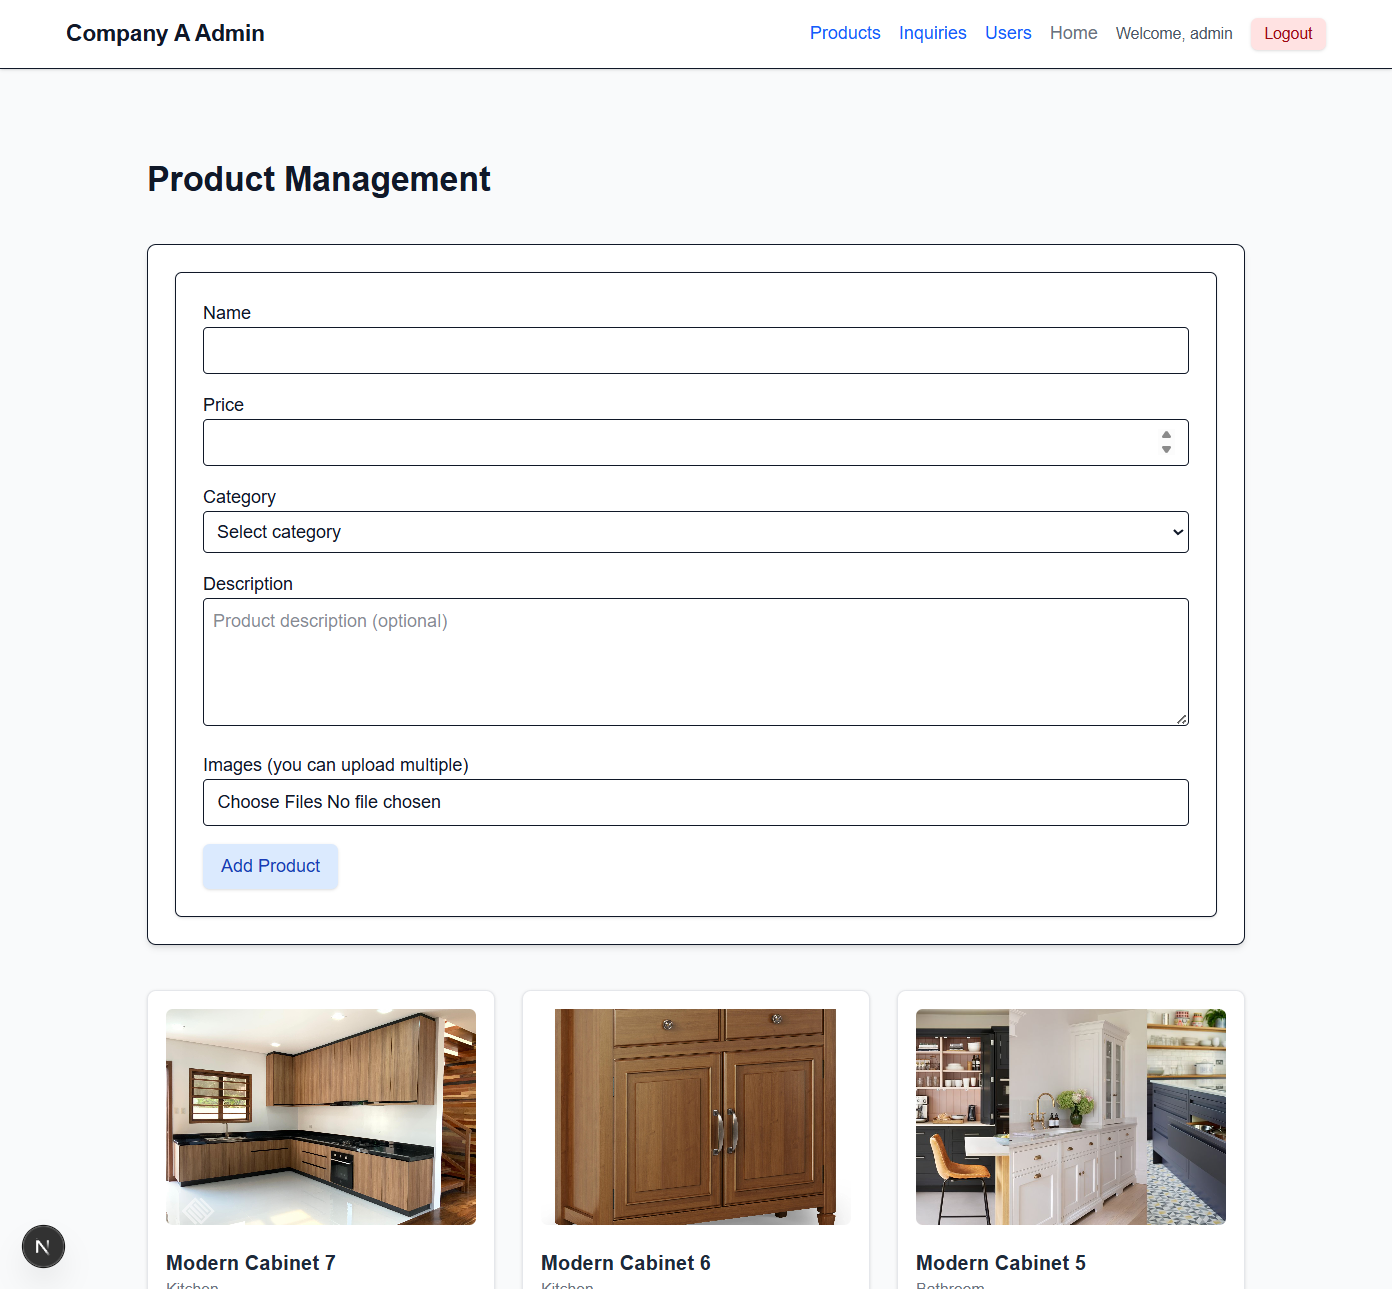 Company A Admin
Products Inquiries Users Home Welcome, admin Logout
Product Management
Name
Price
Category
Select category
Description
Product description (optional)
Images (you can upload multiple)
Choose Files No file chosen
Add Product
Modern Cabinet 7
Kitchen
Modern Cabinet 6
Kitchen
Modern Cabinet 5
Bathroom
N